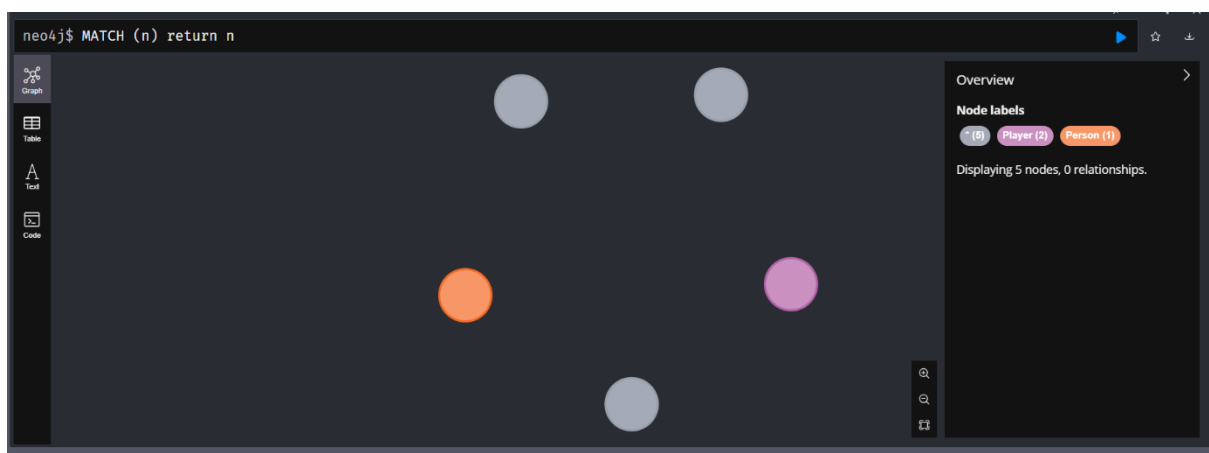 neo4j$ MATCH (n) return n
Graph
Table
A
Text
Code
Overview
Node labels
* (5) Player (2) Person (1)
Displaying 5 nodes, 0 relationships.